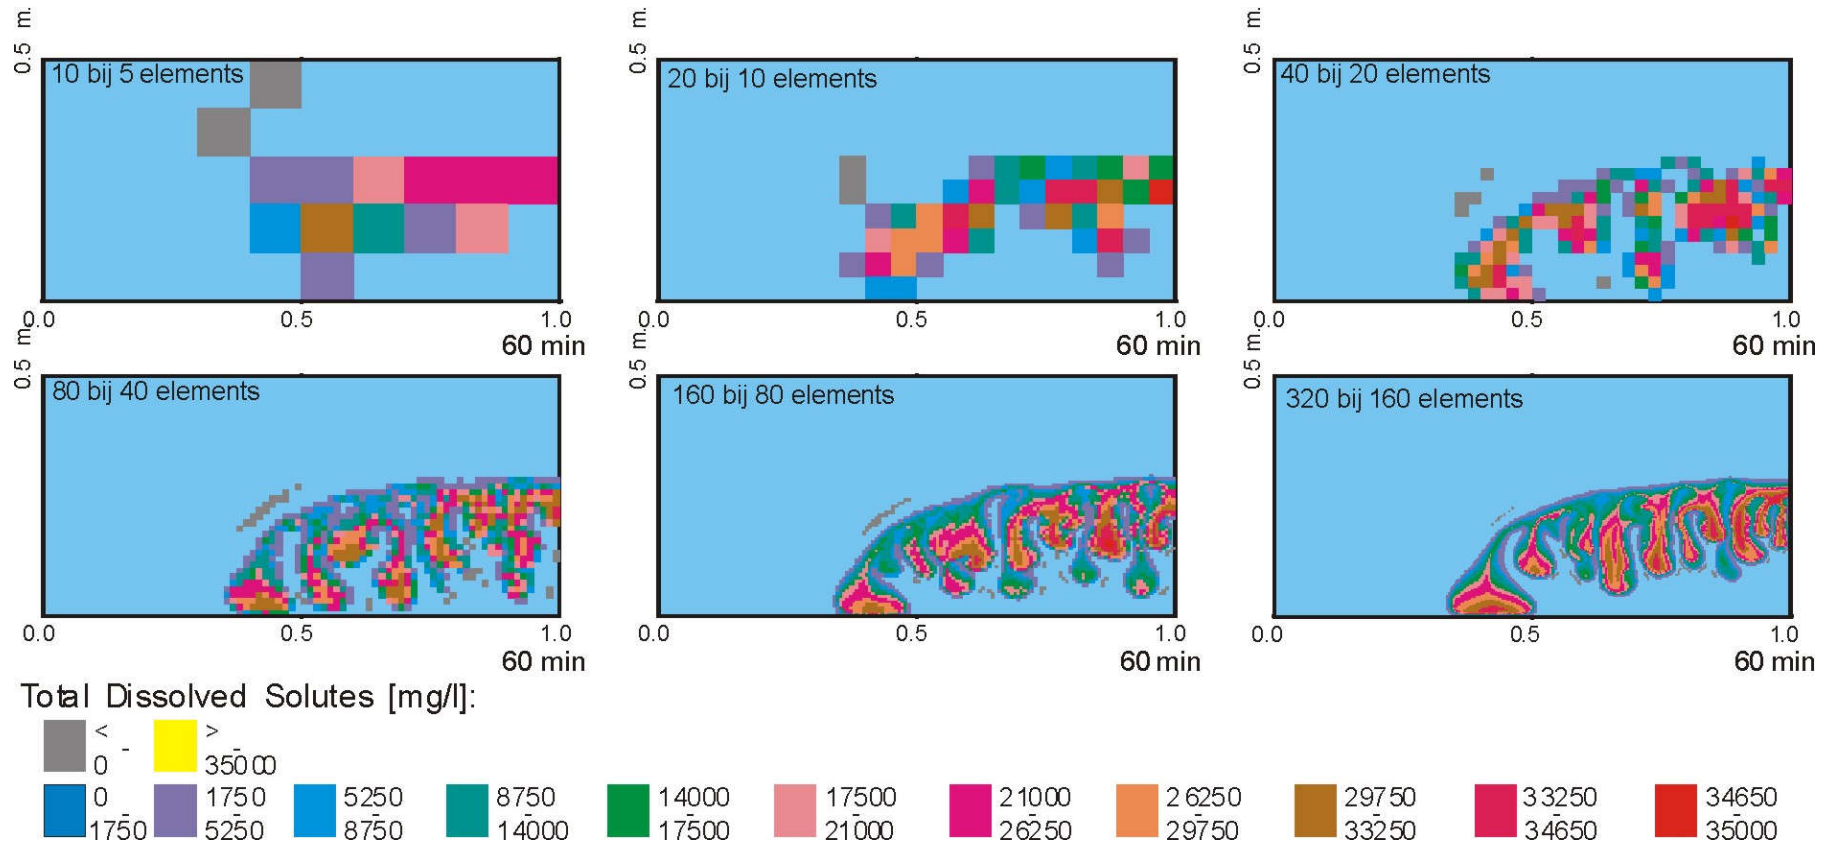 0.5 m.
10 bij 5 elements
0.0 0.5 1.0
60 min
0.5 m.
20 bij 10 elements
0.0 0.5 1.0
60 min
0.5 m.
40 bij 20 elements
0.0 0.5 1.0
60 min
0.5 m.
80 bij 40 elements
0.0 0.5 1.0
60 min
0.5 m.
160 bij 80 elements
0.0 0.5 1.0
60 min
0.5 m.
320 bij 160 elements
0.0 0.5 1.0
60 min
Total Dissolved Solutes [mg/l]:
< - 0
> - 35000
0 - 1750
1750 - 5250
5250 - 8750
8750 - 14000
14000 - 17500
17500 - 21000
21000 - 26250
26250 - 29750
29750 - 33250
33250 - 34650
34650 - 35000